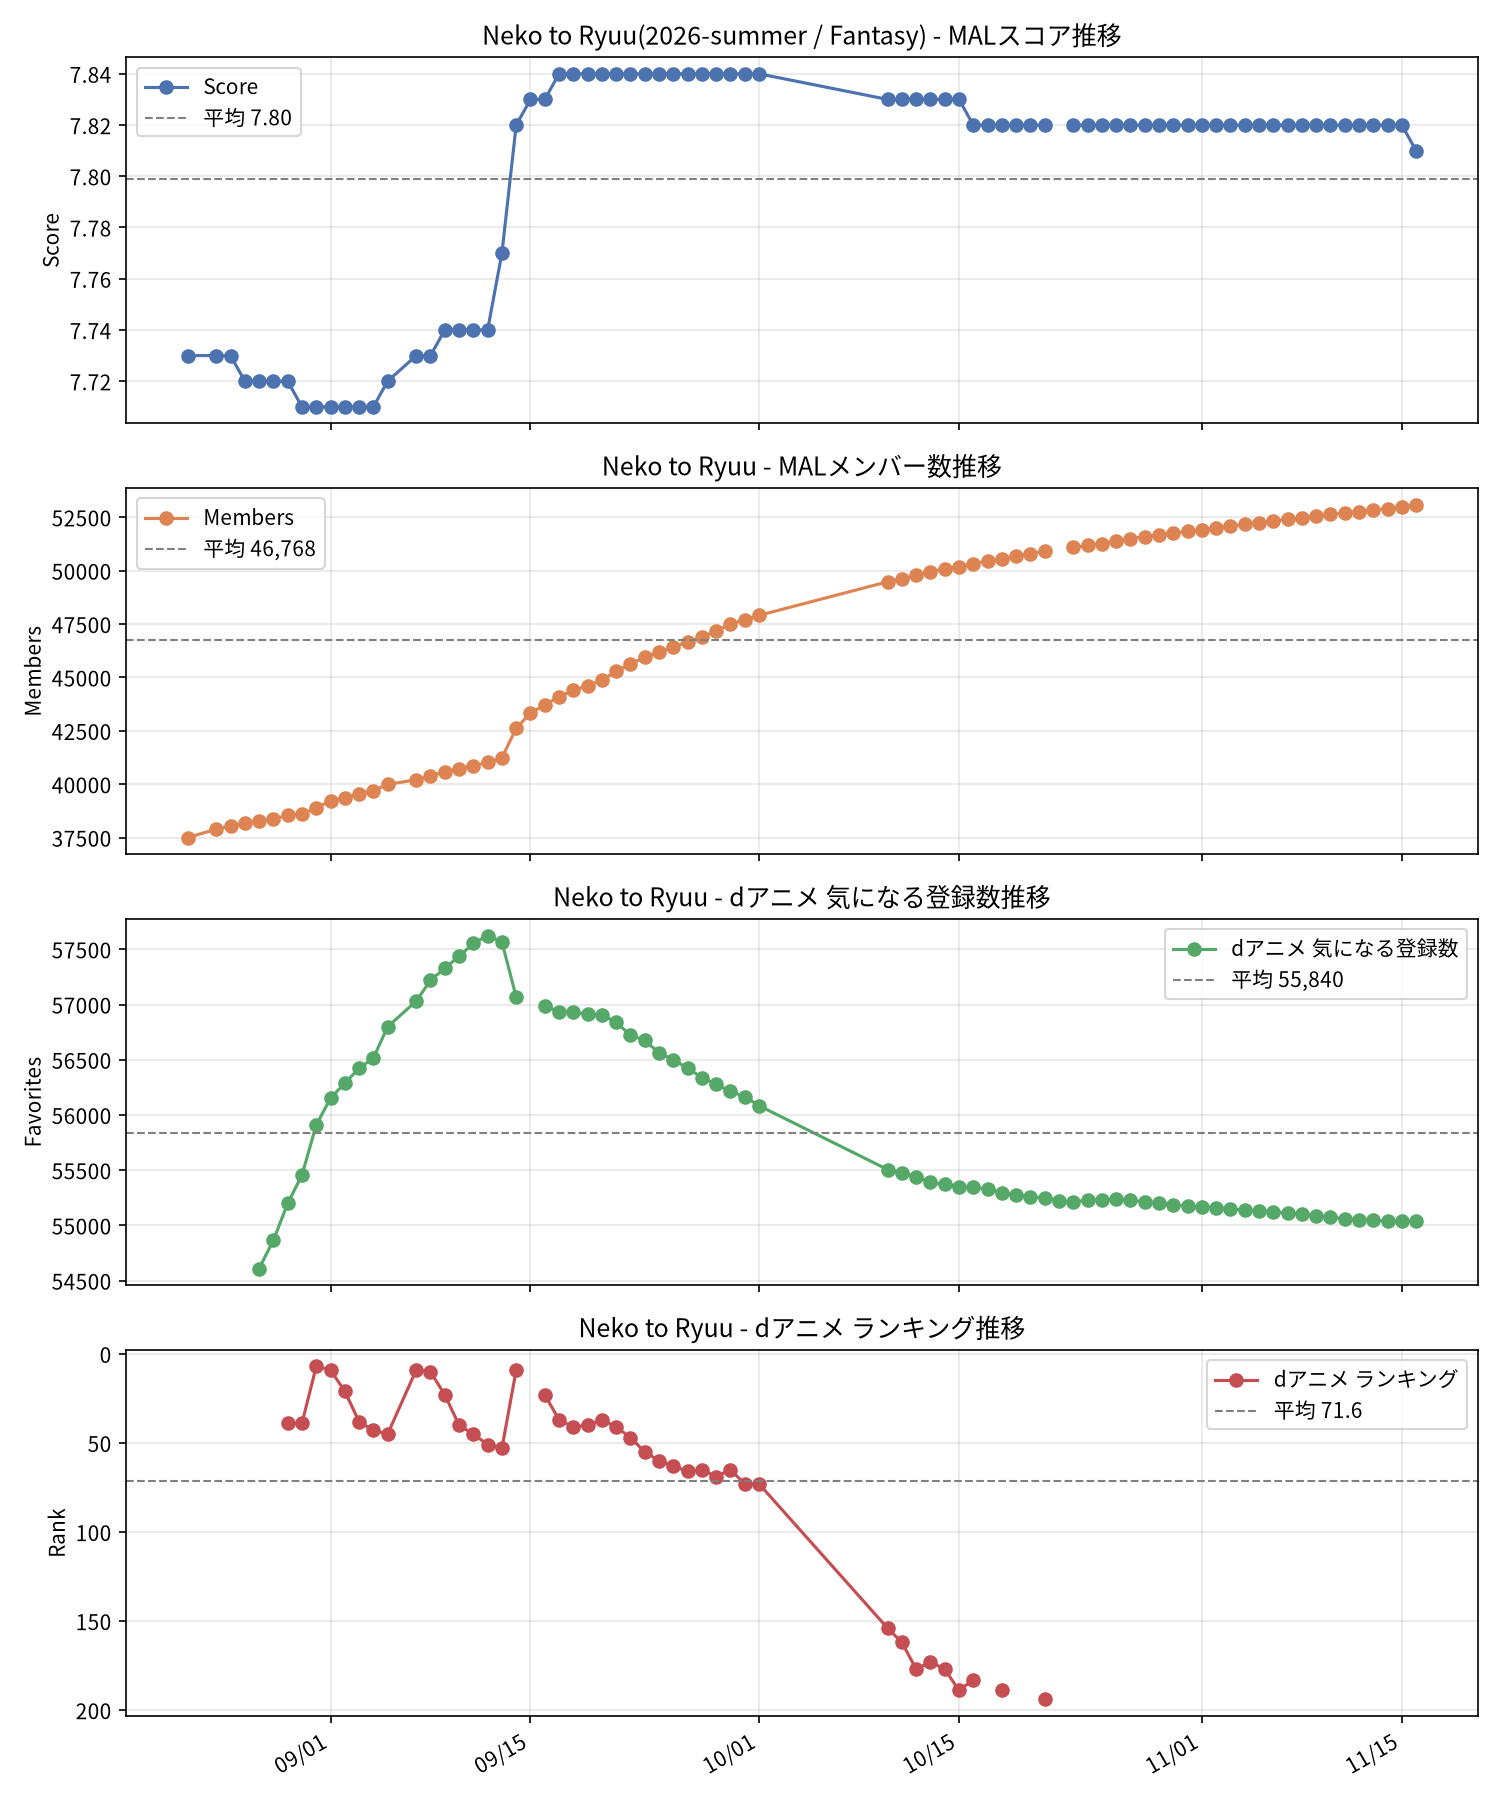 Neko to Ryuu(2026-summer / Fantasy) - MALスコア推移
Score
平均 7.80
7.84
7.82
7.80
7.78
7.76
7.74
7.72
Score
Neko to Ryuu - MALメンバー数推移
Members
平均 46,768
52500
50000
47500
45000
42500
40000
37500
Members
Neko to Ryuu - dアニメ 気になる登録数推移
dアニメ 気になる登録数
平均 55,840
57500
57000
56500
56000
55500
55000
54500
Favorites
Neko to Ryuu - dアニメ ランキング推移
dアニメ ランキング
平均 71.6
0
50
100
150
200
Rank
09/01
09/15
10/01
10/15
11/01
11/15